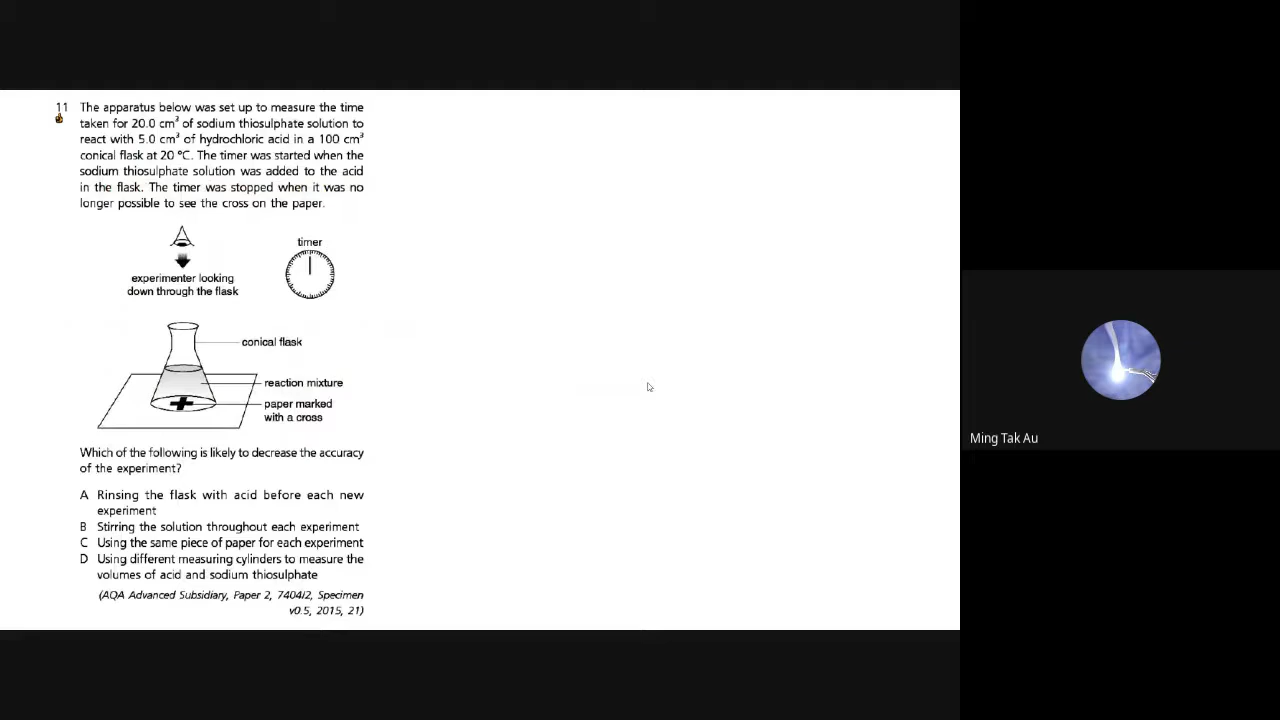 11 The apparatus below was set up to measure the time
taken for 20.0 cm³ of sodium thiosulphate solution to
react with 5.0 cm³ of hydrochloric acid in a 100 cm³
conical flask at 20 °C. The timer was started when the
sodium thiosulphate solution was added to the acid
in the flask. The timer was stopped when it was no
longer possible to see the cross on the paper.
timer
experimenter looking
down through the flask
conical flask
reaction mixture
paper marked
with a cross
Which of the following is likely to decrease the accuracy
of the experiment?
A Rinsing the flask with acid before each new
experiment
B Stirring the solution throughout each experiment
C Using the same piece of paper for each experiment
D Using different measuring cylinders to measure the
volumes of acid and sodium thiosulphate
(AQA Advanced Subsidiary, Paper 2, 7404/2, Specimen
v0.5, 2015, 21)
Ming Tak Au